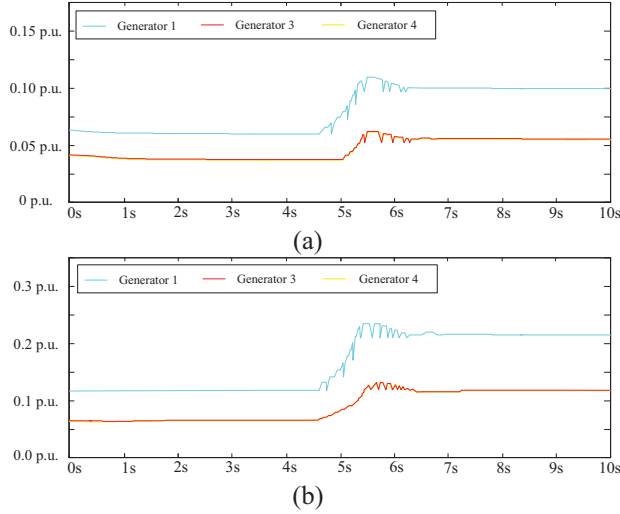 0.15 p.u.
Generator 1 Generator 3 Generator 4
0.10 p.u.
0.05 p.u.
0 p.u.
0s 1s 2s 3s 4s 5s 6s 7s 8s 9s 10s
(a)
0.3 p.u.
Generator 1 Generator 3 Generator 4
0.2 p.u.
0.1 p.u.
0.0 p.u.
0s 1s 2s 3s 4s 5s 6s 7s 8s 9s 10s
(b)